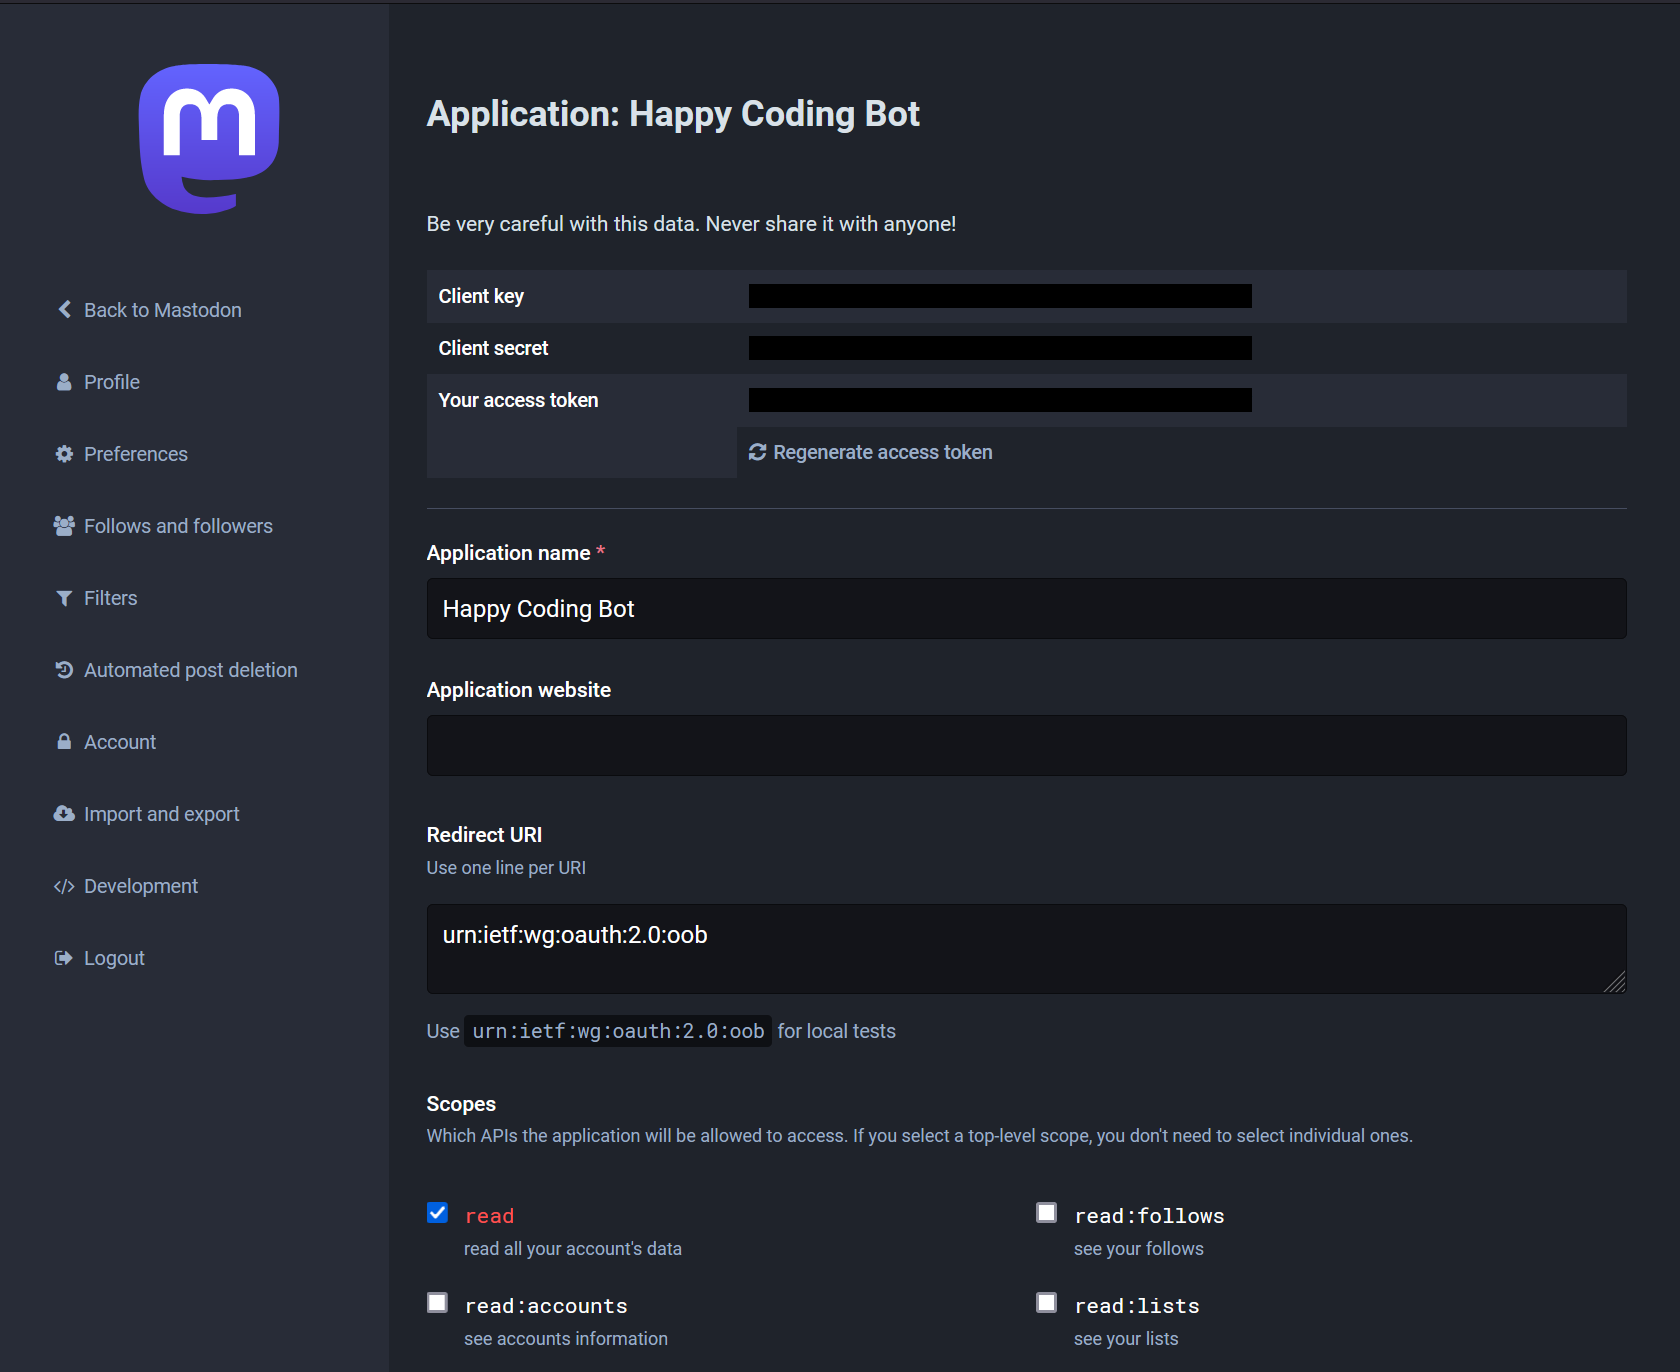 Back to Mastodon
Profile
Preferences
Follows and followers
Filters
Automated post deletion
Account
Import and export
Development
Logout
Application: Happy Coding Bot
Be very careful with this data. Never share it with anyone!
Client key
Client secret
Your access token
Regenerate access token
Application name *
Happy Coding Bot
Application website
Redirect URI
Use one line per URI
urn:ietf:wg:oauth:2.0:oob
Use urn:ietf:wg:oauth:2.0:oob for local tests
Scopes
Which APIs the application will be allowed to access. If you select a top-level scope, you don't need to select individual ones.
read
read all your account's data
read:follows
see your follows
read:accounts
see accounts information
read:lists
see your lists